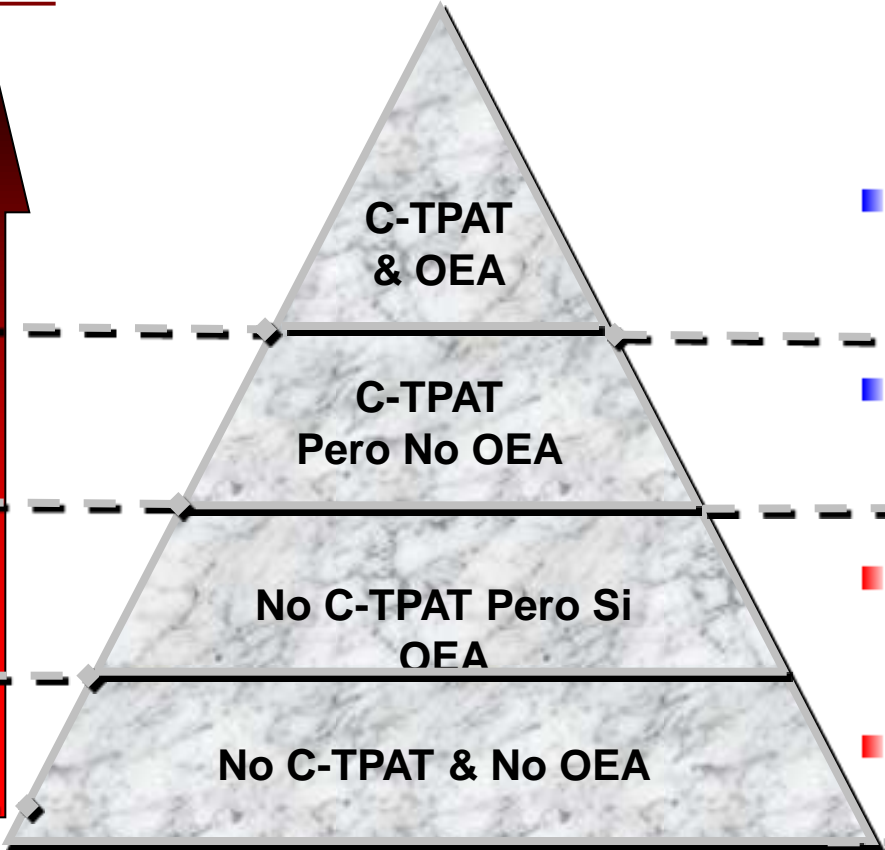 C-TPAT
& OEA
C-TPAT
Pero No OEA
No C-TPAT Pero Si
OEA
No C-TPAT & No OEA